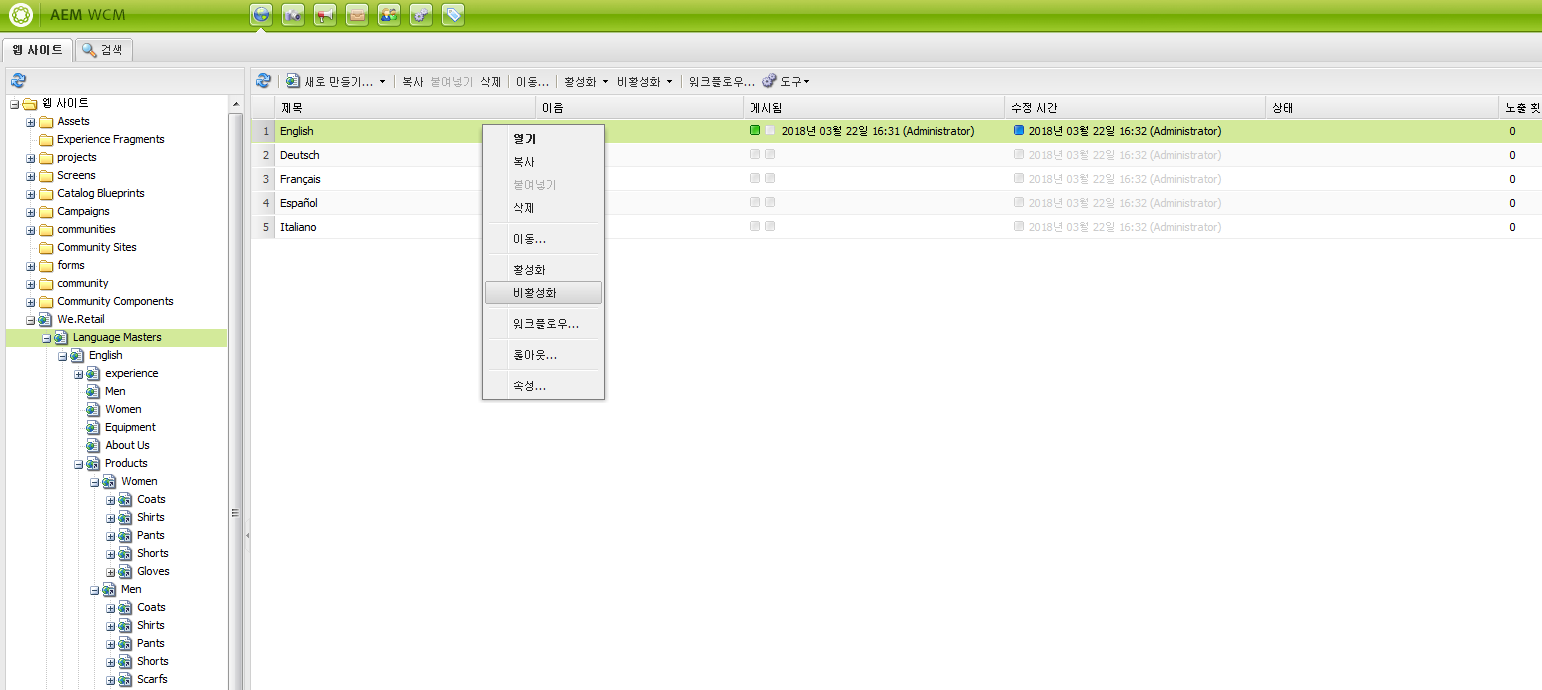 AEM WCM
웹 사이트 검색
새로 만들기... 복사 붙여넣기 삭제 이동... 활성화 비활성화 워크플로우... 도구
웹 사이트
Assets
Experience Fragments
projects
Screens
Catalog Blueprints
Campaigns
communities
Community Sites
forms
community
Community Components
We.Retail
Language Masters
English
experience
Men
Women
Equipment
About Us
Products
Women
Coats
Shirts
Pants
Shorts
Gloves
Men
Coats
Shirts
Pants
Shorts
Scarfs
제목 이름 게시됨 수정 시간 상태 노출 횟
1 English 2018년 03월 22일 16:31 (Administrator) 2018년 03월 22일 16:32 (Administrator) 0
2 Deutsch 2018년 03월 22일 16:32 (Administrator) 0
3 Français 2018년 03월 22일 16:32 (Administrator) 0
4 Español 2018년 03월 22일 16:32 (Administrator) 0
5 Italiano 2018년 03월 22일 16:32 (Administrator) 0
열기
복사
붙여넣기
삭제
이동...
활성화
비활성화
워크플로우...
롤아웃...
속성...